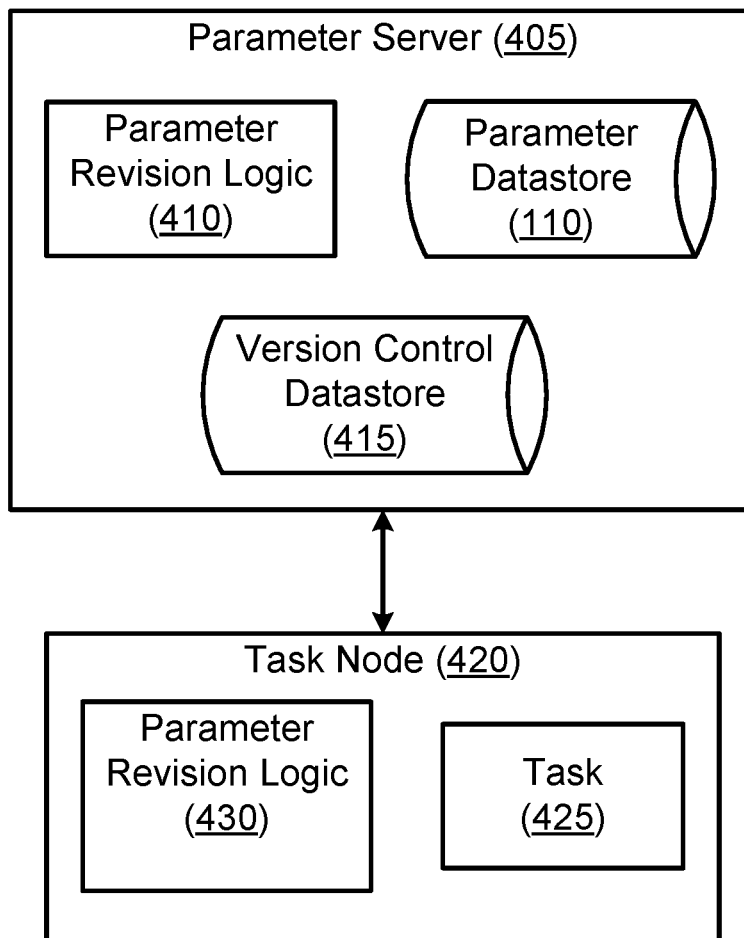 Parameter Server (405)
Parameter
Revision Logic
(410)
Parameter
Datastore
(110)
Version Control
Datastore
(415)
Task Node (420)
Parameter
Revision Logic
(430)
Task
(425)